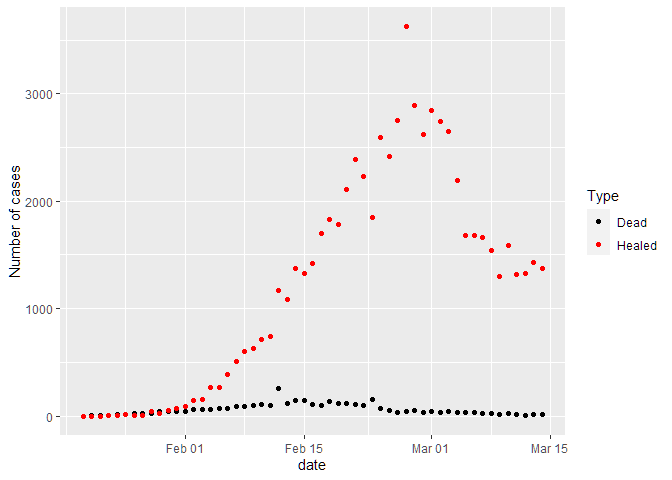 3000
2000
1000
0
Number of cases
Feb 01
Feb 15
Mar 01
Mar 15
date
Type
Dead
Healed